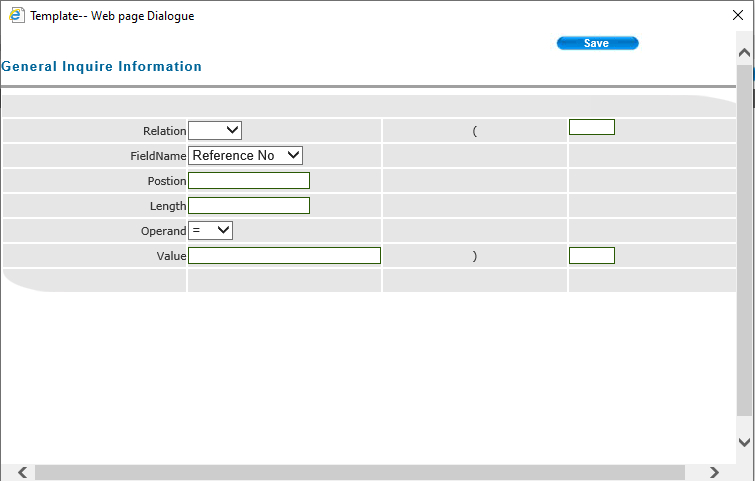 Template-- Web page Dialogue
Save
General Inquire Information
Relation (
FieldName Reference No
Postion
Length
Operand =
Value )